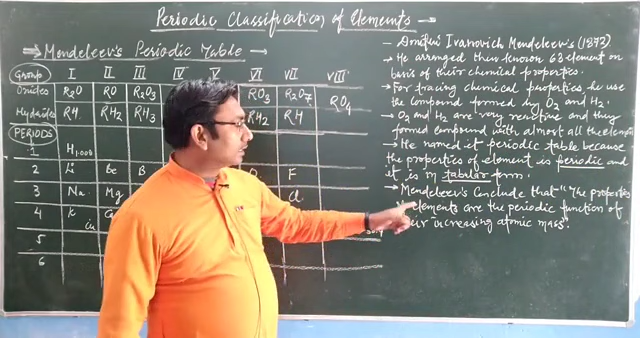 Periodic Classification of Elements
⇒ Mendeleev's Periodic Table →
Group I II III IV V VI VII VIII
Oxides R2O RO R2O3 RO3 R2O7 RO4
Hydrides RH RH2 RH3 RH2 RH
PERIODS
1 H 1.008
2 Li Be B O F
3 Na Mg Cl
4 K
5
6
- Ivanovich Mendeleev's (1872)
→ He arranged then known 63 element on
basis of their chemical properties.
→ For tracing chemical properties, he use
the compound formed by O2 and H2.
→ O2 and H2 are very reactive and they
formed compound with almost all the element
→ He named it periodic table because
the properties of element is periodic and
it is in tabular form.
→ Mendeleev's conclude that "The properties
elements are the periodic function of
their increasing atomic mass.